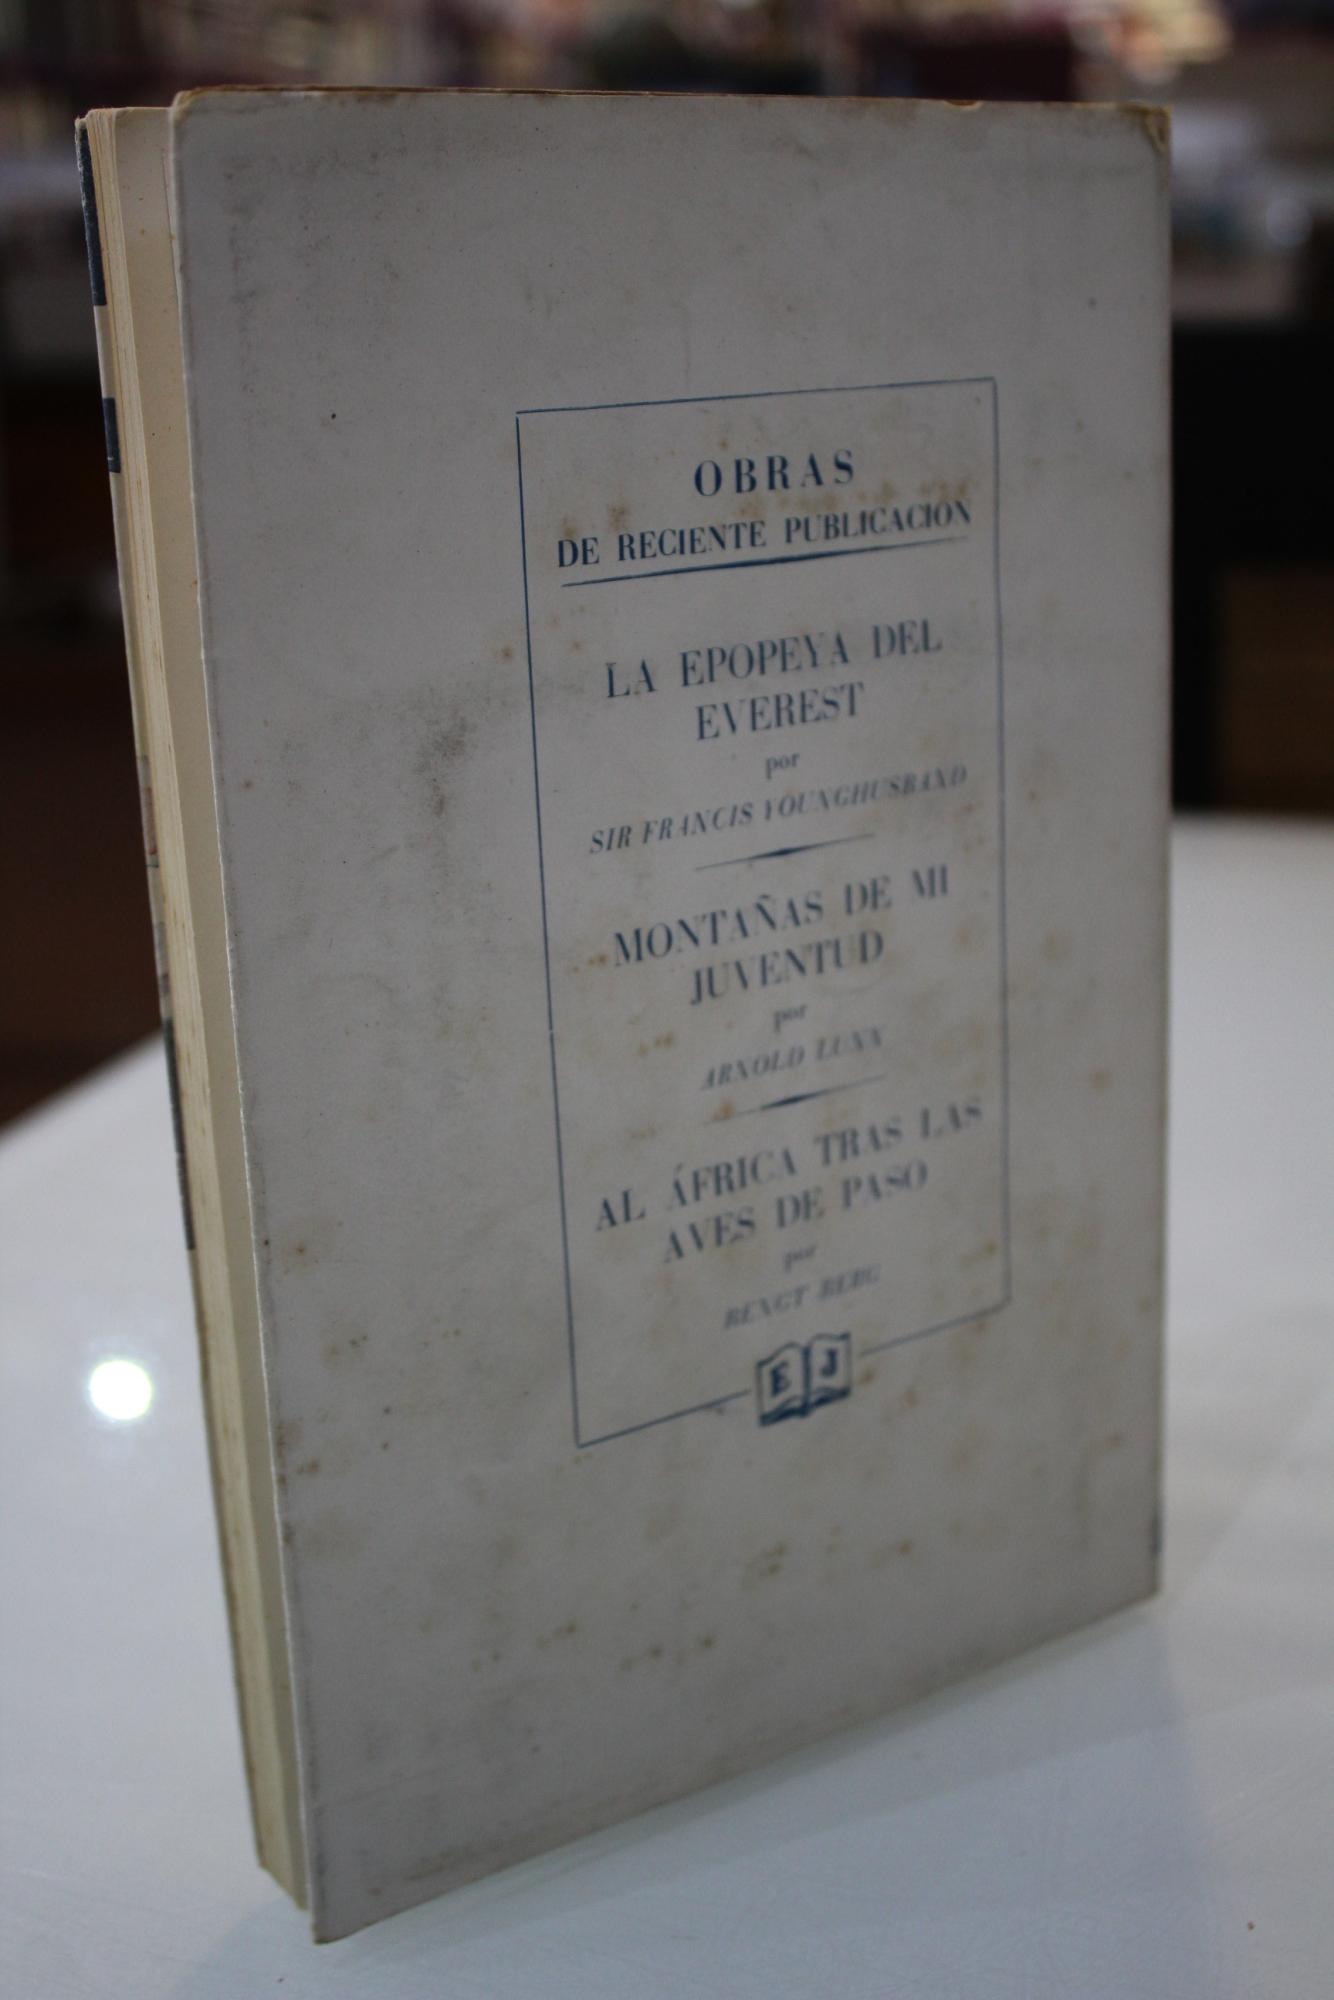 OBRAS
DE RECIENTE PUBLICACION
LA EPOPEYA DEL
EVEREST
por
SIR FRANCIS YOUNGHUSBAND
MONTAÑAS DE MI
JUVENTUD
por
ARNOLD LUNN
AL ÁFRICA TRAS LAS
AVES DE PASO
por
BENGT BERG
E J